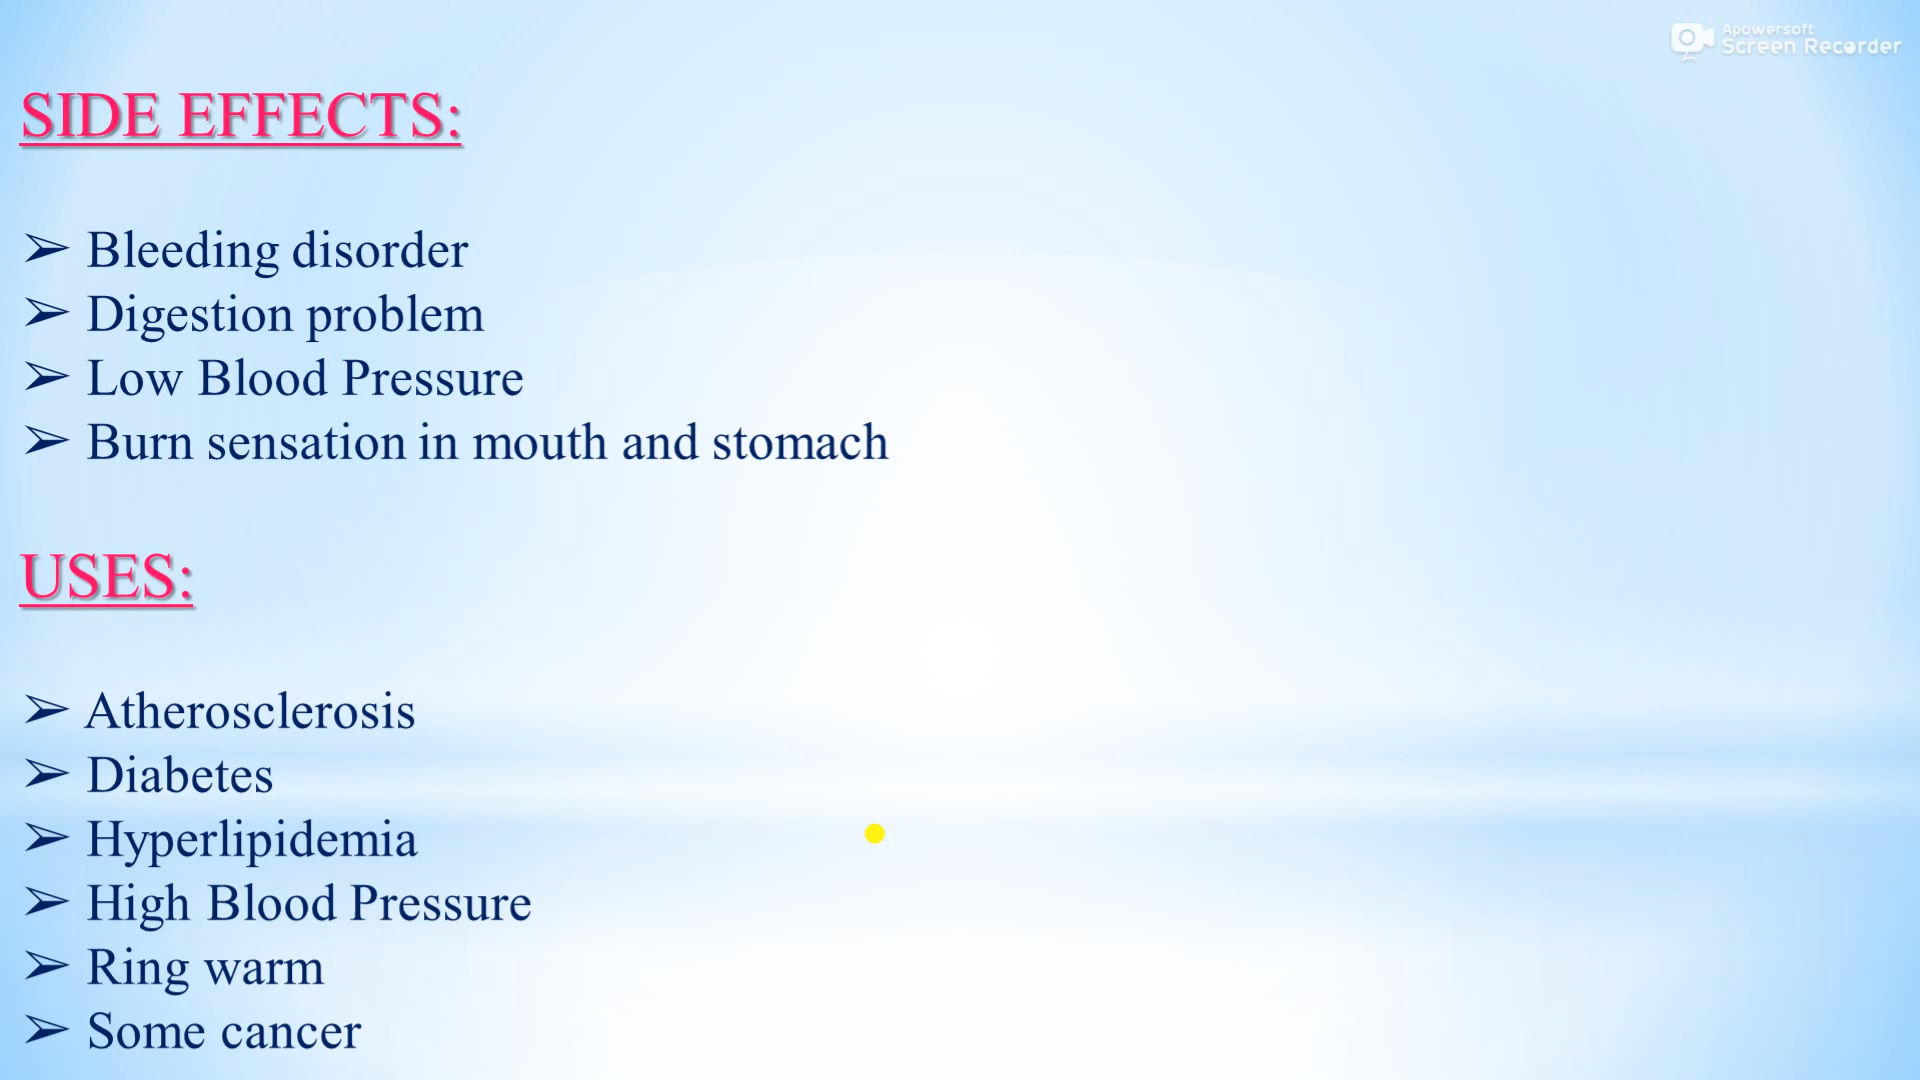 Apowersoft
Screen Recorder
SIDE EFFECTS:
➢ Bleeding disorder
➢ Digestion problem
➢ Low Blood Pressure
➢ Burn sensation in mouth and stomach
USES:
➢ Atherosclerosis
➢ Diabetes
➢ Hyperlipidemia
➢ High Blood Pressure
➢ Ring warm
➢ Some cancer